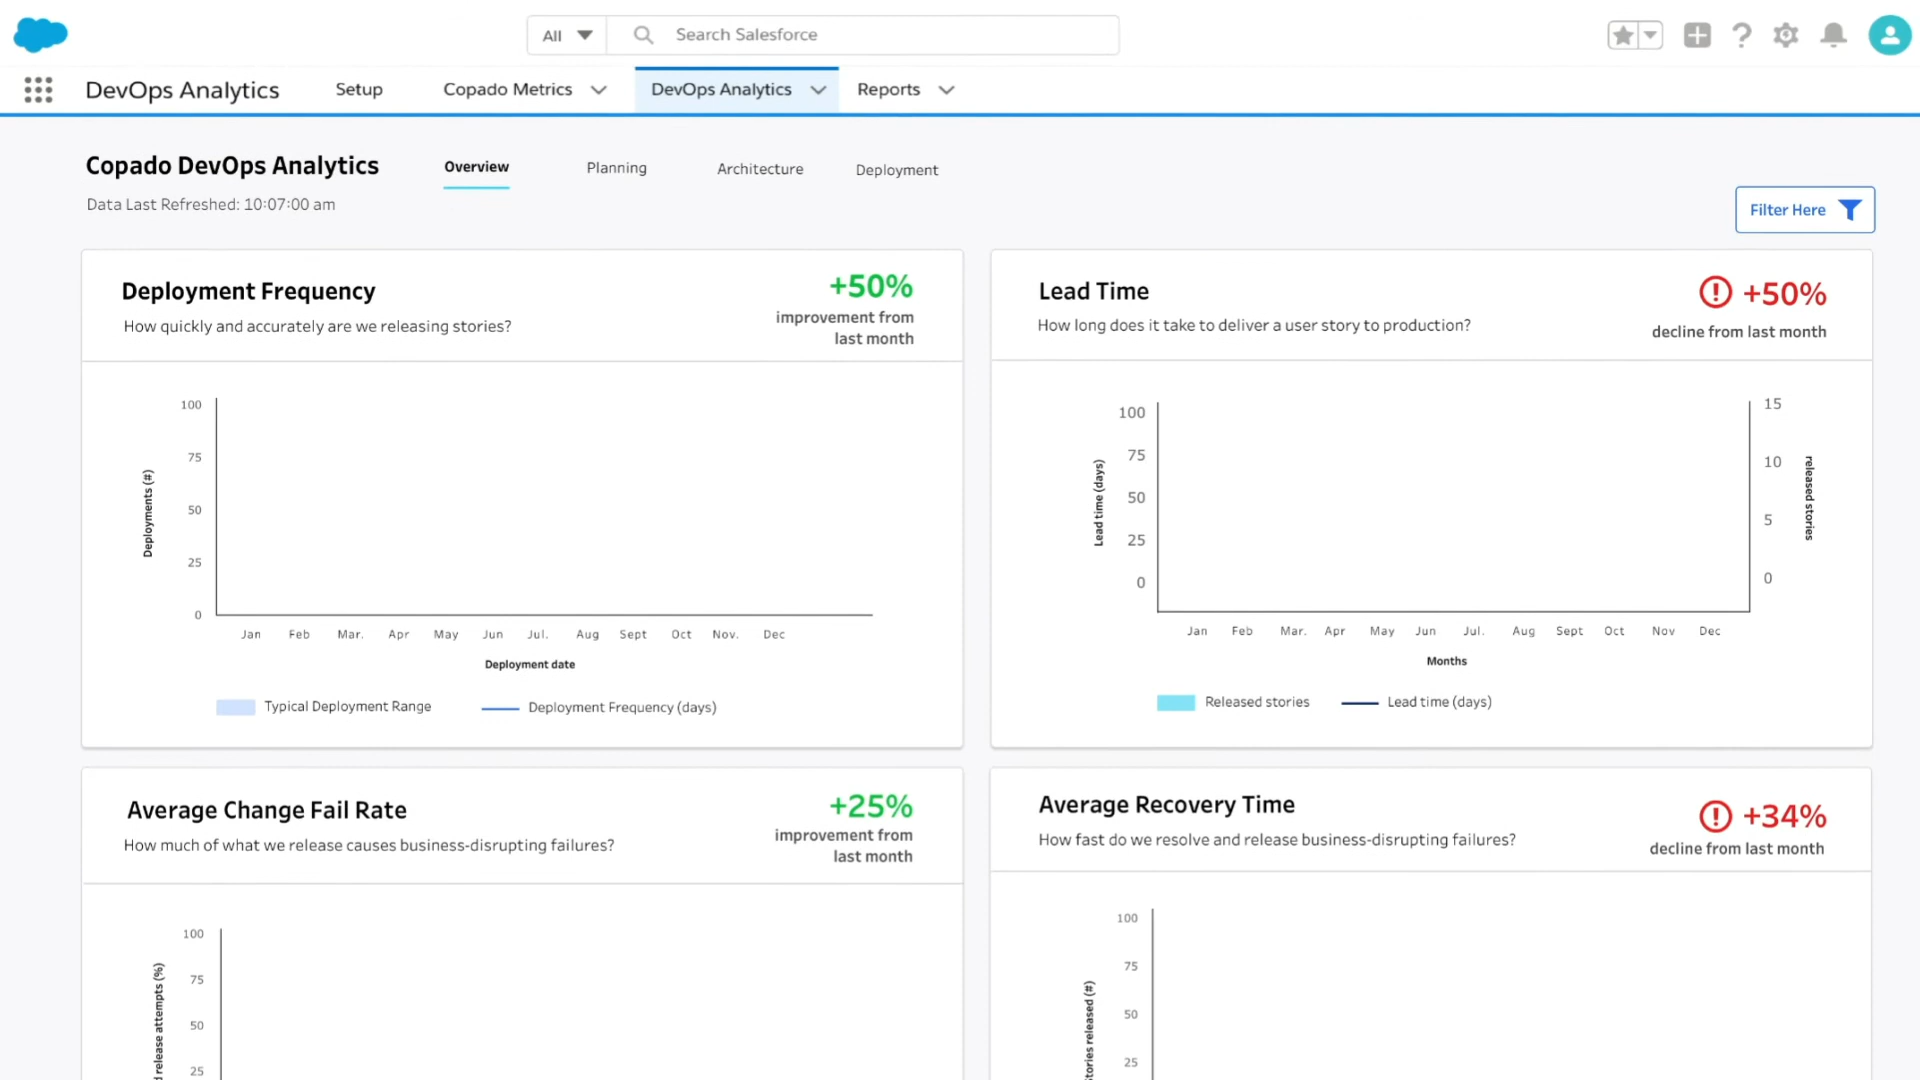 All
Search Salesforce
DevOps Analytics
Setup
Copado Metrics
DevOps Analytics
Reports
Copado DevOps Analytics
Overview
Planning
Architecture
Deployment
Data Last Refreshed: 10:07:00 am
Filter Here
Deployment Frequency
How quickly and accurately are we releasing stories?
+50%
improvement from
last month
100
75
50
25
0
Deployments (#)
Jan Feb Mar. Apr May Jun Jul. Aug Sept Oct Nov. Dec
Deployment date
Typical Deployment Range
Deployment Frequency (days)
Lead Time
How long does it take to deliver a user story to production?
+50%
decline from last month
100
75
50
25
0
Lead time (days)
15
10
5
0
released stories
Jan Feb Mar. Apr May Jun Jul. Aug Sept Oct Nov Dec
Months
Released stories
Lead time (days)
Average Change Fail Rate
How much of what we release causes business-disrupting failures?
+25%
improvement from
last month
100
75
50
25
release attempts (%)
Average Recovery Time
How fast do we resolve and release business-disrupting failures?
+34%
decline from last month
100
75
50
25
released (#)